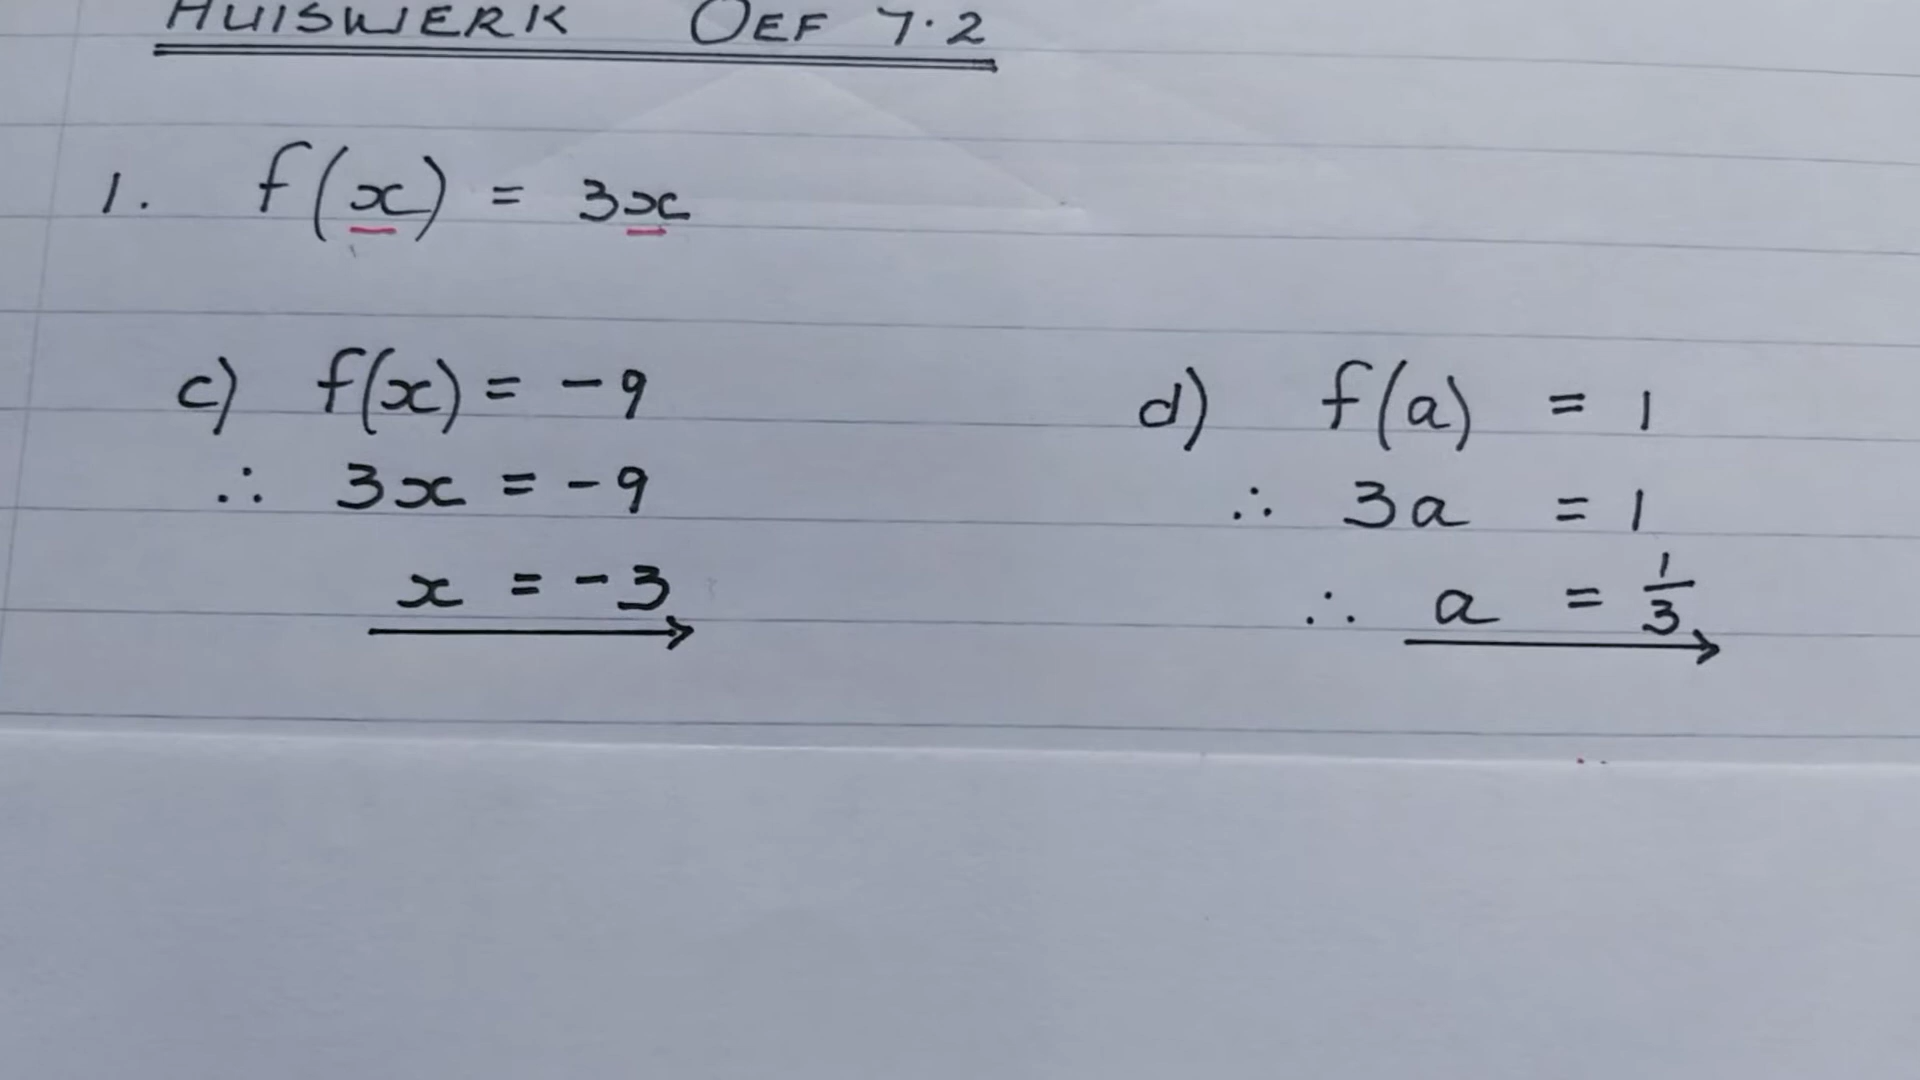 HUISWERK OEF 7.2
1. f(x) = 3x
c) f(x) = -9
∴ 3x = -9
x = -3
d) f(a) = 1
∴ 3a = 1
∴ a = 1/3